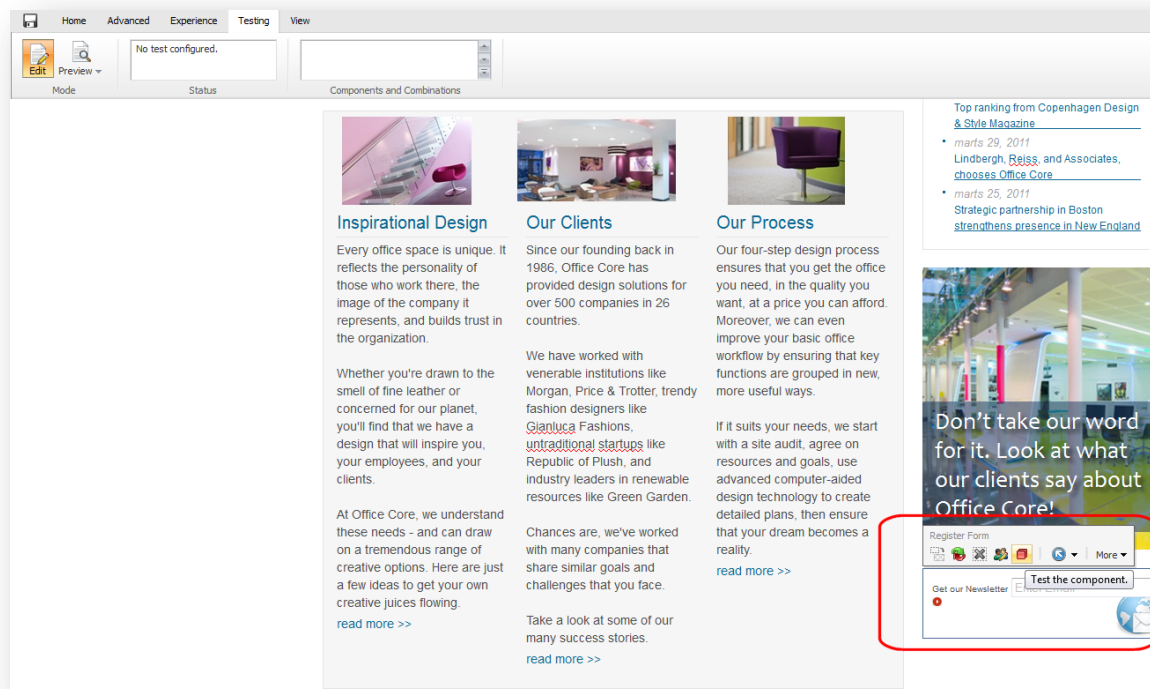 Home Advanced Experience Testing View
Edit
Preview
Mode
No test configured.
Status
Components and Combinations
Inspirational Design
Every office space is unique. It
reflects the personality of
those who work there, the
image of the company it
represents, and builds trust in
the organization.
Whether you're drawn to the
smell of fine leather or
concerned for our planet,
you'll find that we have a
design that will inspire you,
your employees, and your
clients.
At Office Core, we understand
these needs - and can draw
on a tremendous range of
creative options. Here are just
a few ideas to get your own
creative juices flowing.
read more >>
Our Clients
Since our founding back in
1986, Office Core has
provided design solutions for
over 500 companies in 26
countries.
We have worked with
venerable institutions like
Morgan, Price & Trotter, trendy
fashion designers like
Gianluca Fashions,
untraditional startups like
Republic of Plush, and
industry leaders in renewable
resources like Green Garden.
Chances are, we've worked
with many companies that
share similar goals and
challenges that you face.
Take a look at some of our
many success stories.
read more >>
Our Process
Our four-step design process
ensures that you get the office
you need, in the quality you
want, at a price you can afford.
Moreover, we can even
improve your basic office
workflow by ensuring that key
functions are grouped in new,
more useful ways.
If it suits your needs, we start
with a site audit, agree on
resources and goals, use
advanced computer-aided
design technology to create
detailed plans, then ensure
that your dream becomes a
reality.
read more >>
Top ranking from Copenhagen Design
& Style Magazine
marts 29, 2011
Lindbergh, Reiss, and Associates,
chooses Office Core
marts 25, 2011
Strategic partnership in Boston
strengthens presence in New England
Don't take our word
for it. Look at what
our clients say about
Office Core!
Register Form
More
Test the component.
Get our Newsletter Enter Email